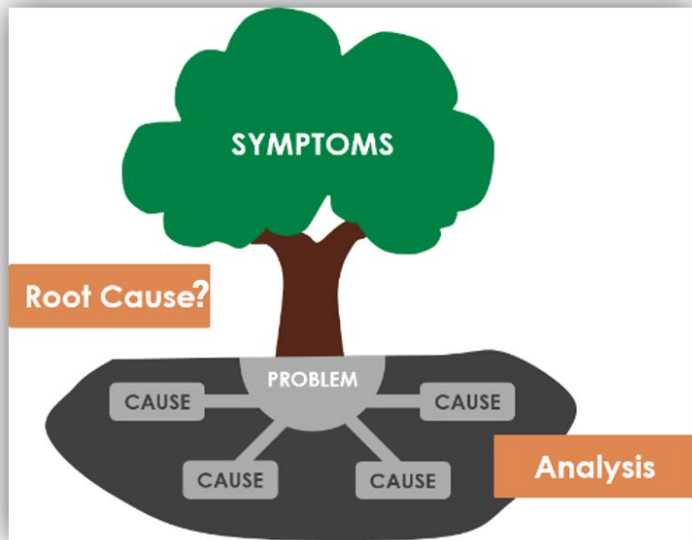 SYMPTOMS
Root Cause?
PROBLEM
CAUSE
CAUSE
CAUSE
CAUSE
Analysis